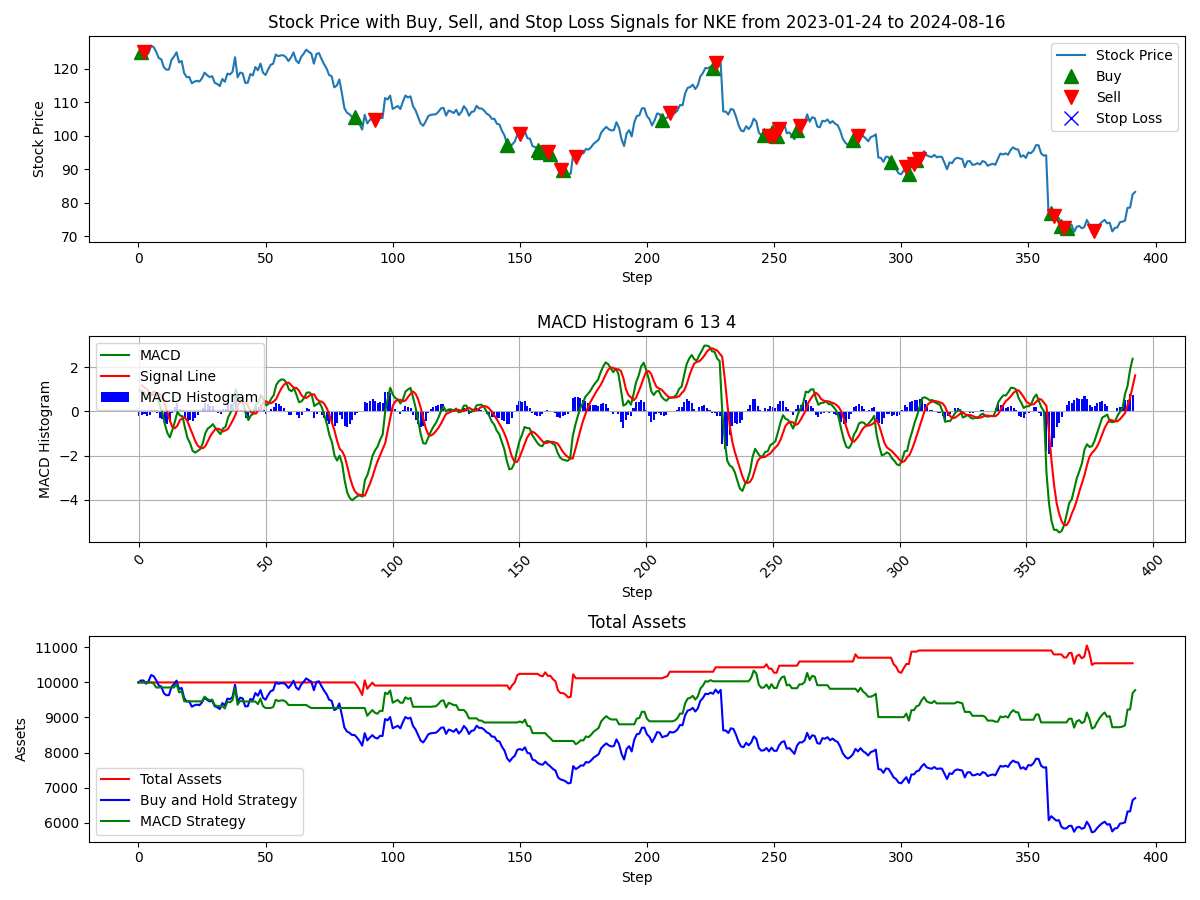 Stock Price with Buy, Sell, and Stop Loss Signals for NKE from 2023-01-24 to 2024-08-16
Stock Price
120
110
100
90
80
70
Stock Price
Buy
Sell
Stop Loss
0 50 100 150 200 250 300 350 400
Step
MACD Histogram 6 13 4
MACD Histogram
2
0
−2
−4
MACD
Signal Line
MACD Histogram
0 50 100 150 200 250 300 350 400
Step
Total Assets
Assets
11000
10000
9000
8000
7000
6000
Total Assets
Buy and Hold Strategy
MACD Strategy
0 50 100 150 200 250 300 350 400
Step